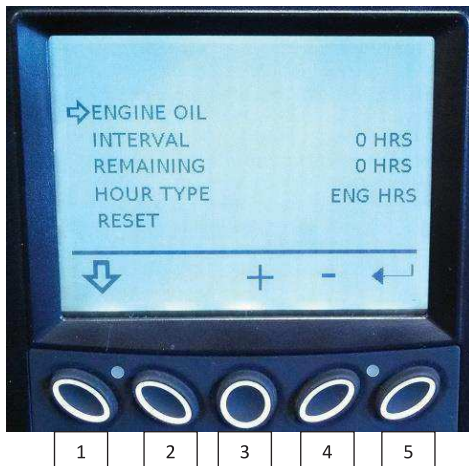 ENGINE OIL
INTERVAL 0 HRS
REMAINING 0 HRS
HOUR TYPE ENG HRS
RESET
+ -
1 2 3 4 5